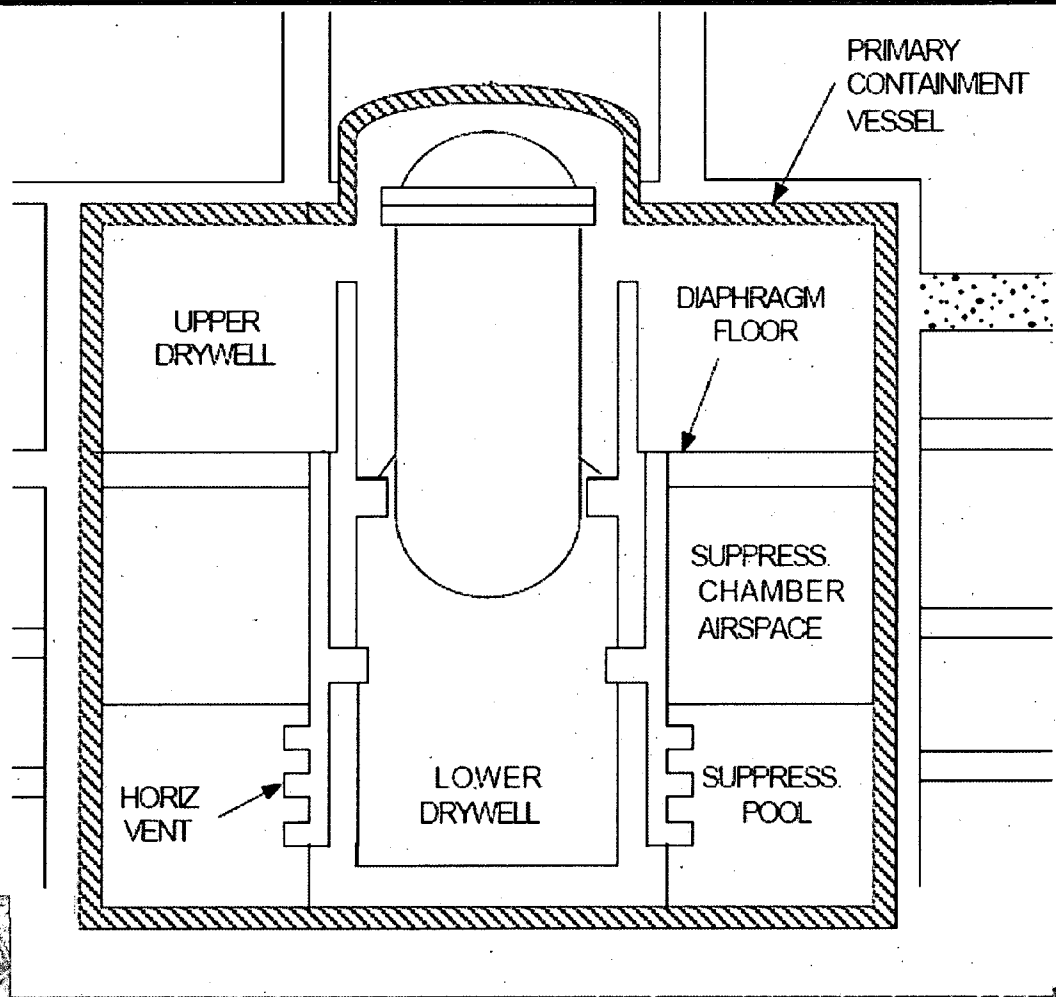 PRIMARY
CONTAINMENT
VESSEL
UPPER
DRYWELL
DIAPHRAGM
FLOOR
SUPPRESS.
CHAMBER
AIRSPACE
HORIZ
VENT
LOWER
DRYWELL
SUPPRESS.
POOL